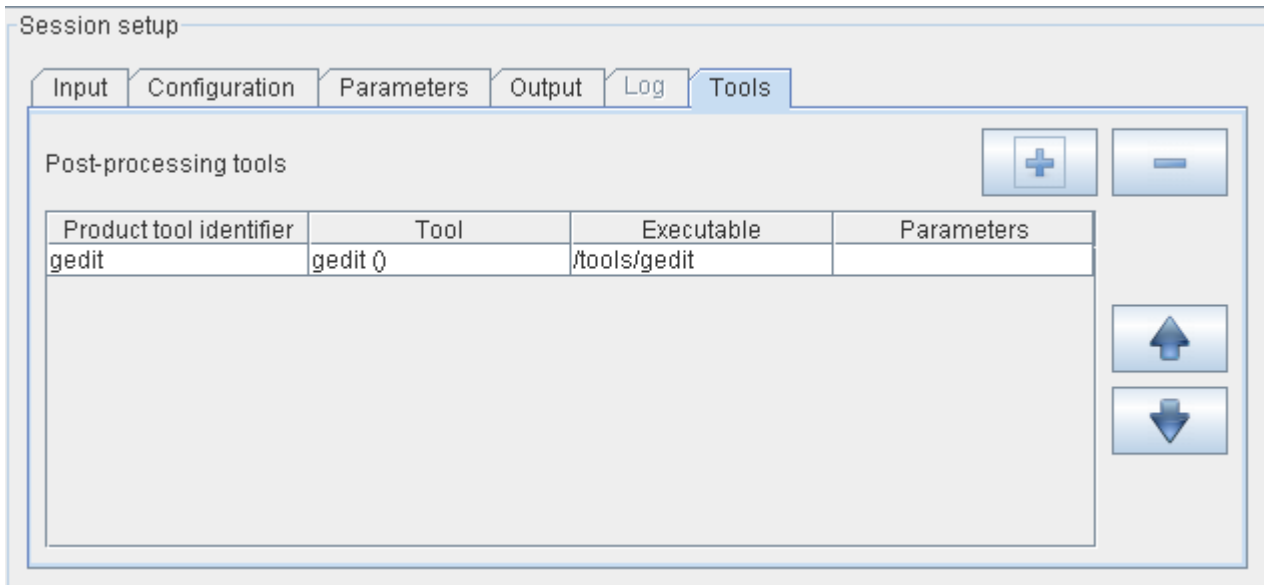 Session setup
Input Configuration Parameters Output Log Tools
Post-processing tools
Product tool identifier Tool Executable Parameters
gedit gedit () /tools/gedit